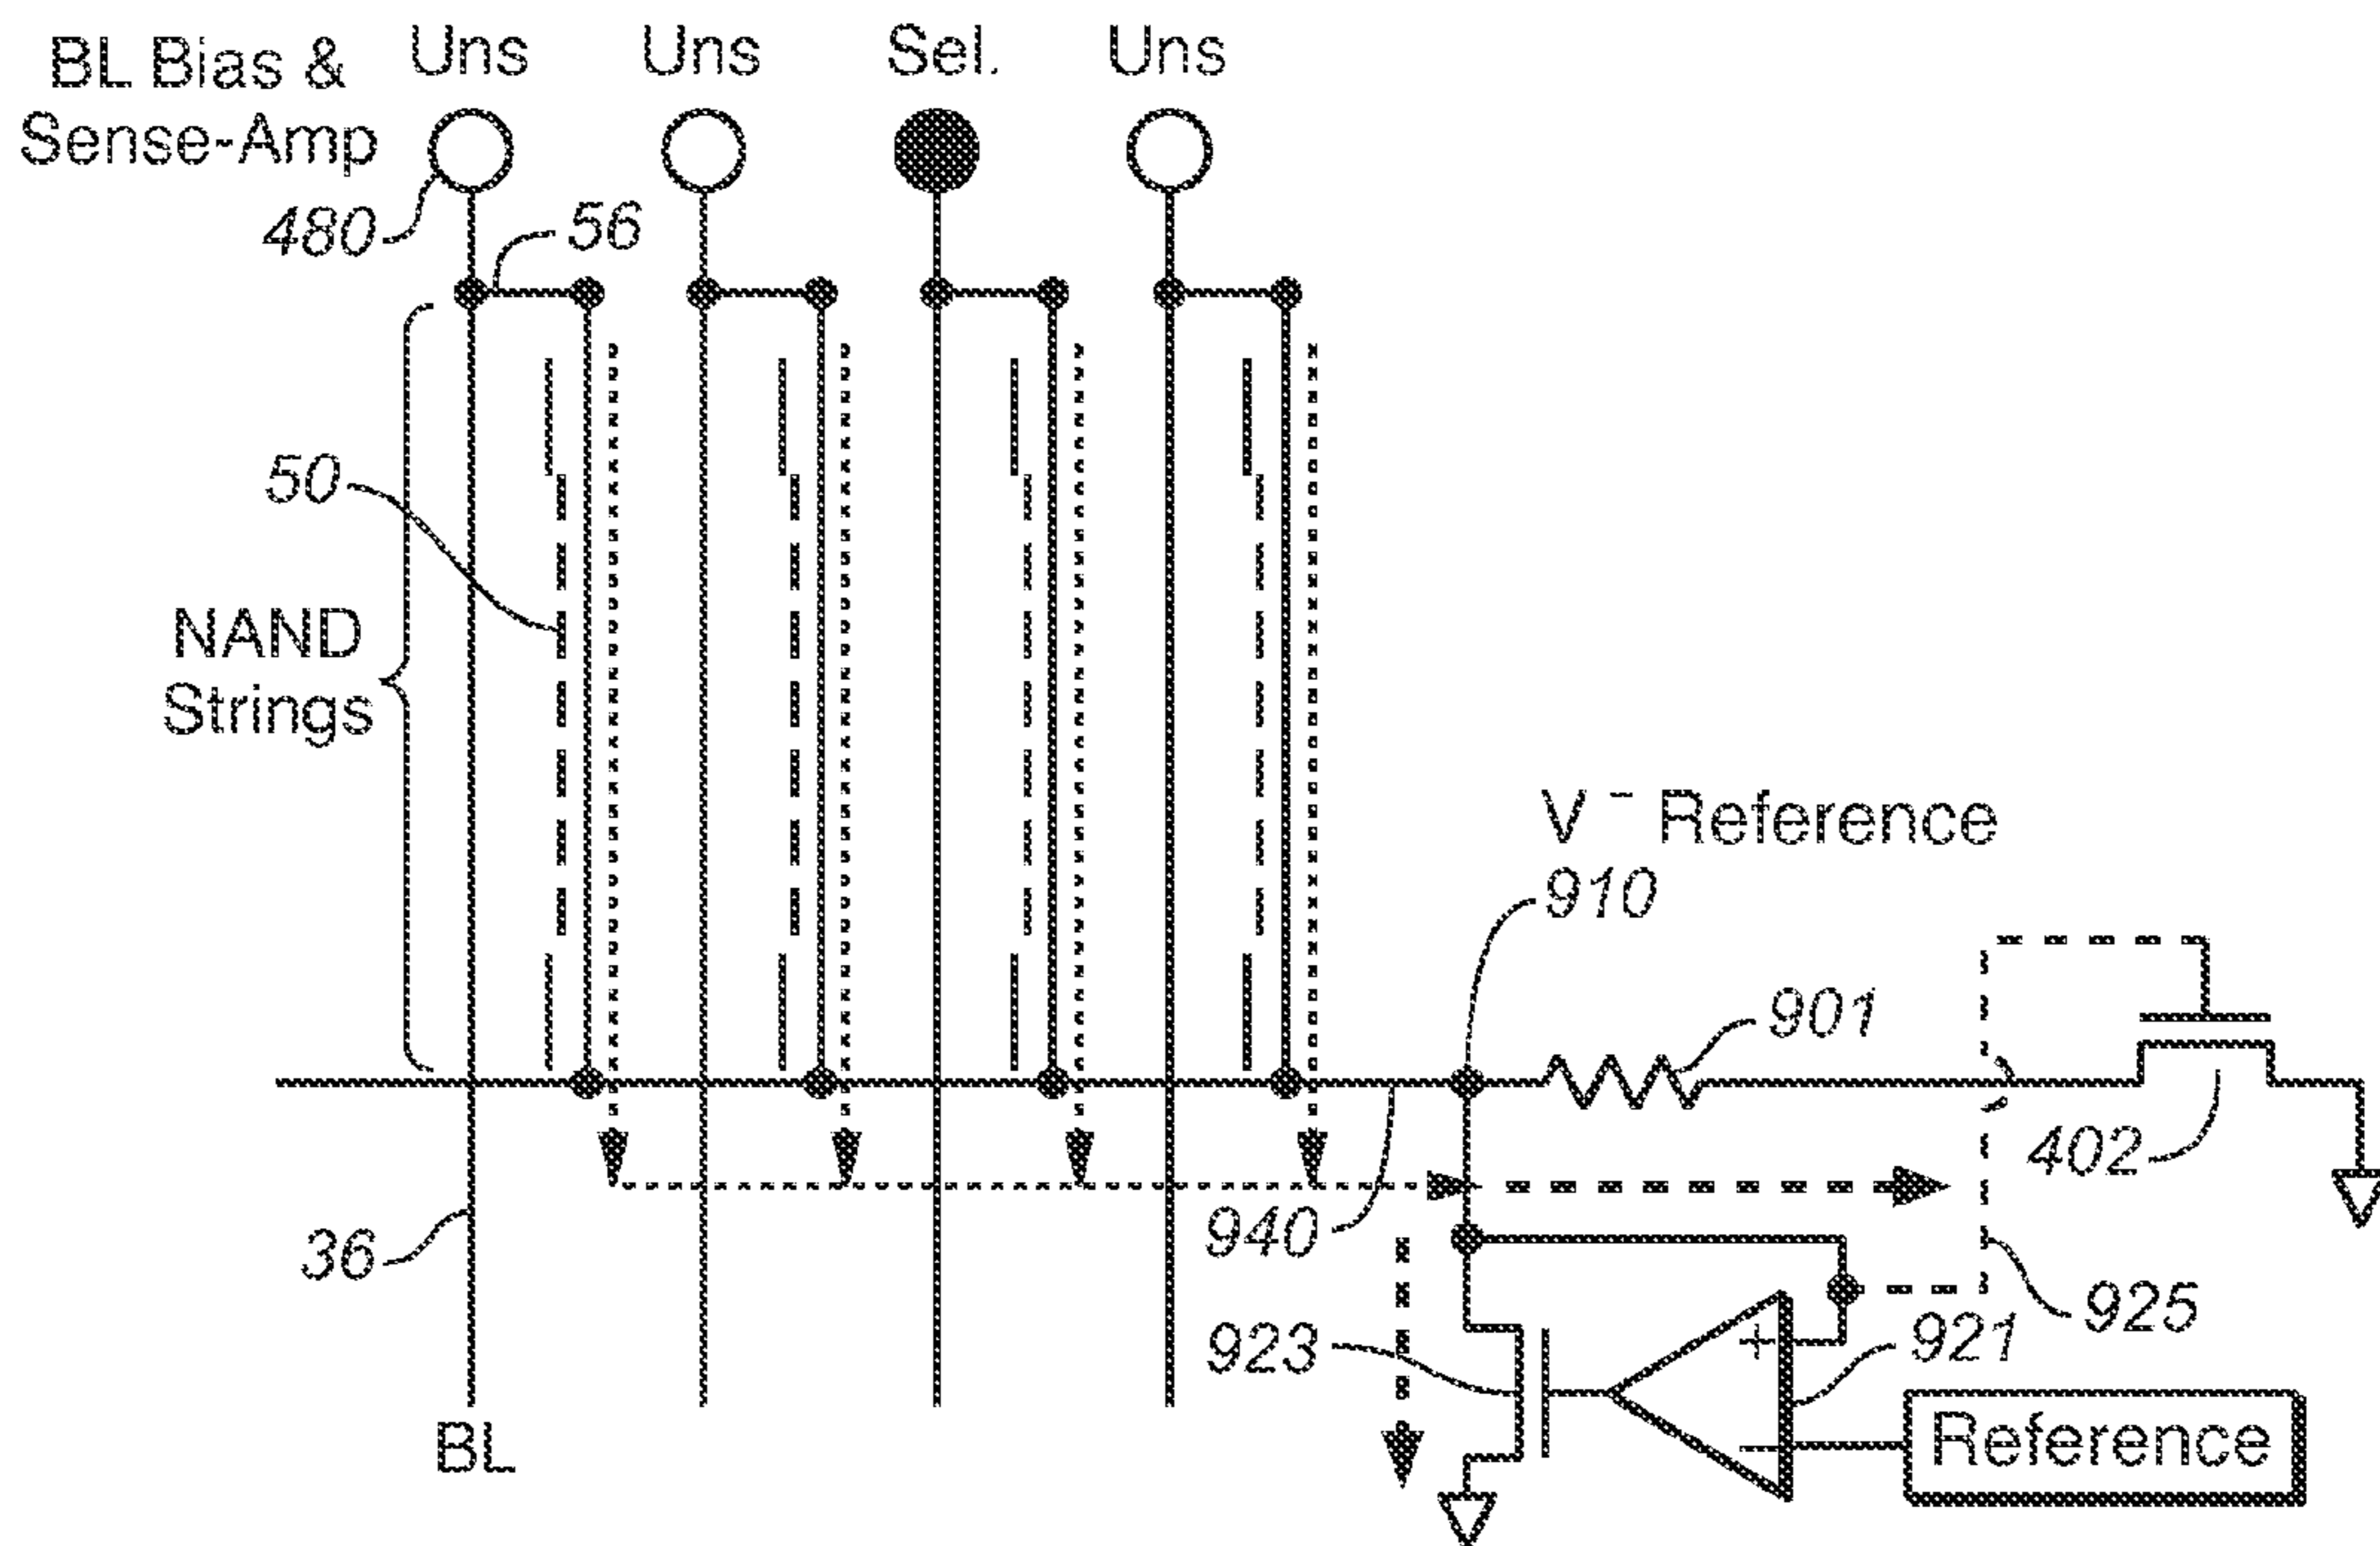 BL Bias &
Sense-Amp
Uns
Uns
Sel.
Uns
480
56
50
NAND
Strings
V⁻ Reference
910
901
402
940
36
925
923
921
+
−
Reference
BL